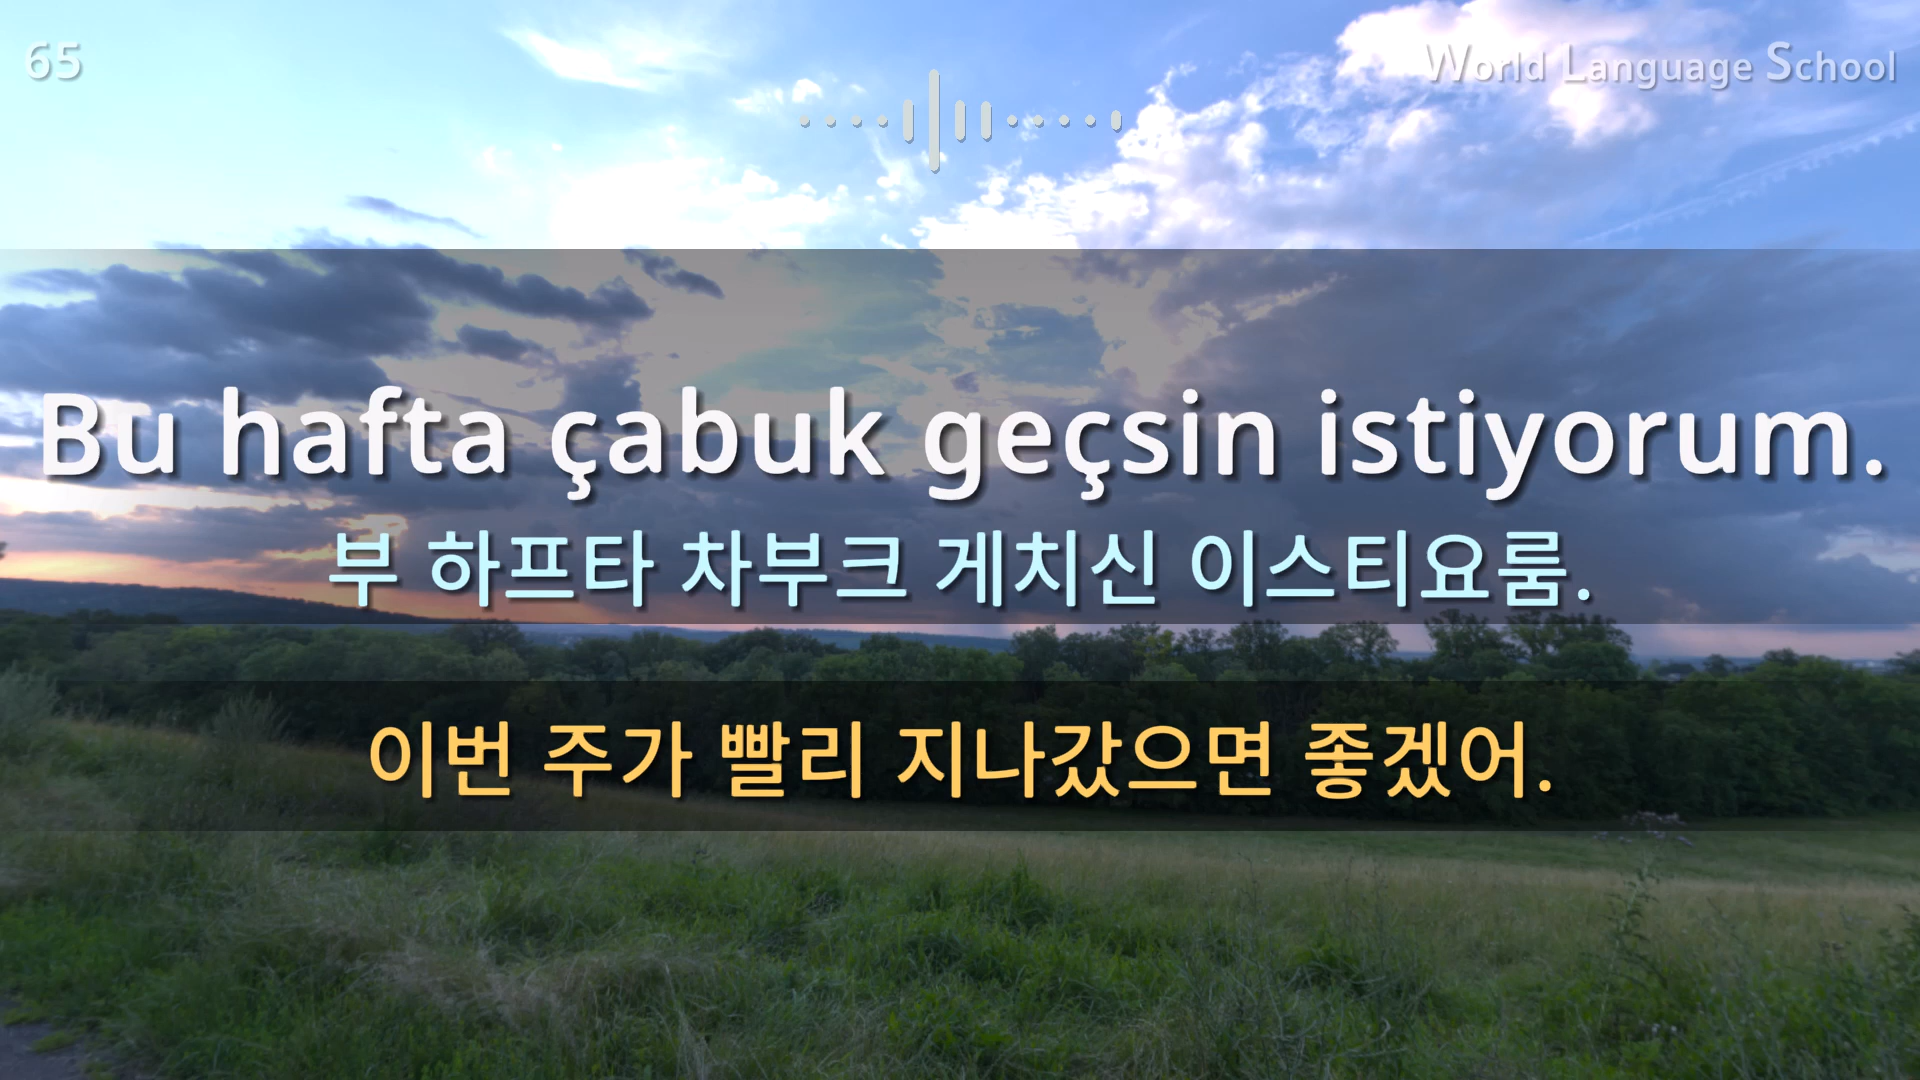 65
World Language School
Bu hafta çabuk geçsin istiyorum.
부 하프타 차부크 게치신 이스티요룸.
이번 주가 빨리 지나갔으면 좋겠어.